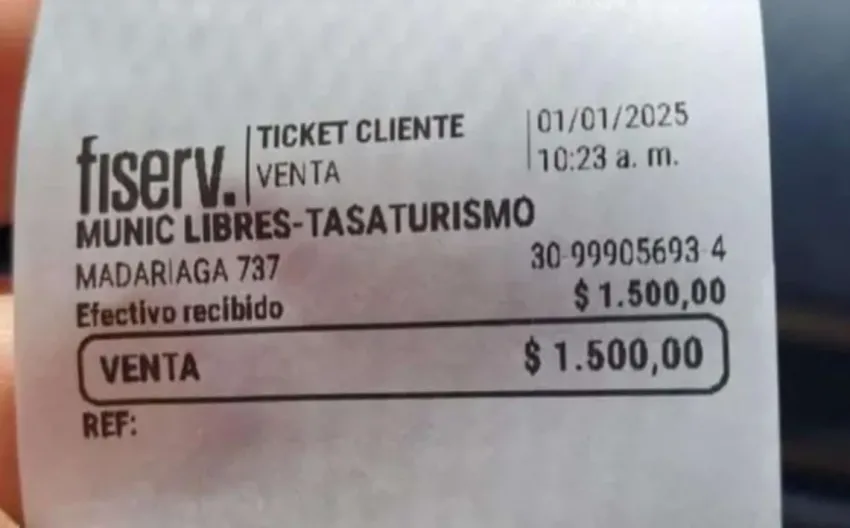 fiserv.
TICKET CLIENTE
VENTA
01/01/2025
10:23 a. m.
MUNIC LIBRES-TASATURISMO
MADARIAGA 737
30-99905693-4
Efectivo recibido
$ 1.500,00
VENTA
$ 1.500,00
REF: